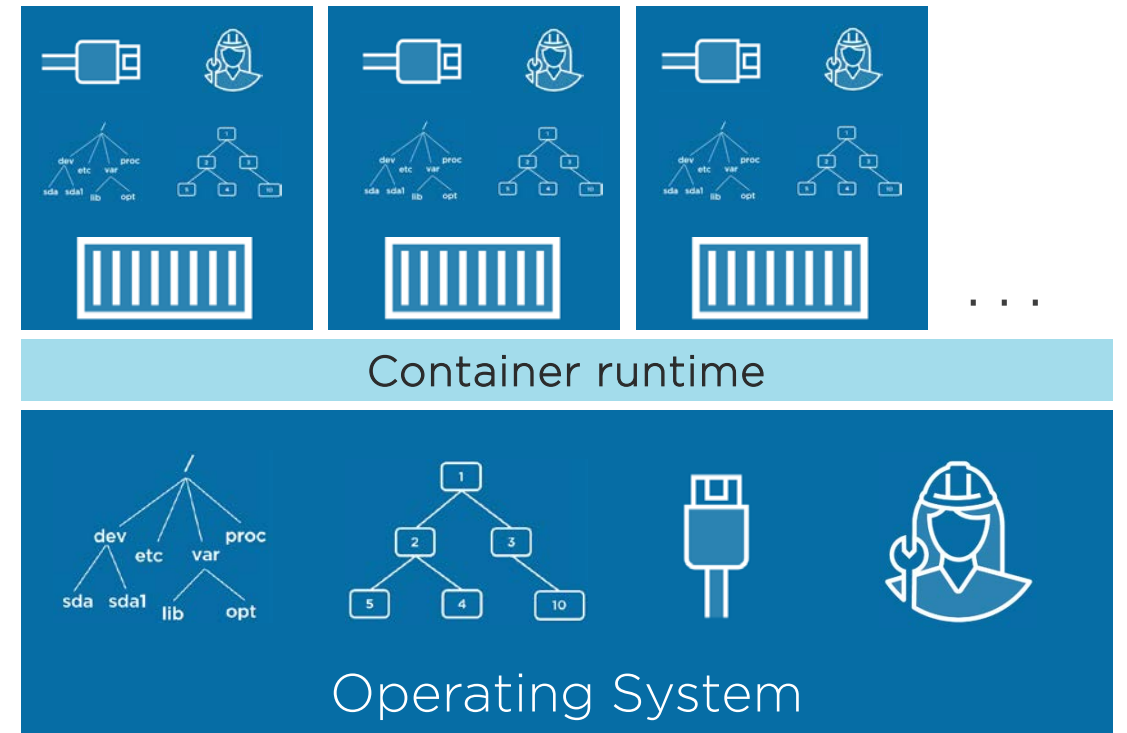 /
dev
etc
var
proc
sda
sda1
lib
opt
1
2
3
5
4
10
/
dev
etc
var
proc
sda
sda1
lib
opt
1
2
3
5
4
10
/
dev
etc
var
proc
sda
sda1
lib
opt
1
2
3
5
4
10
. . .
Container runtime
/
dev
etc
var
proc
sda
sda1
lib
opt
1
2
3
5
4
10
Operating System